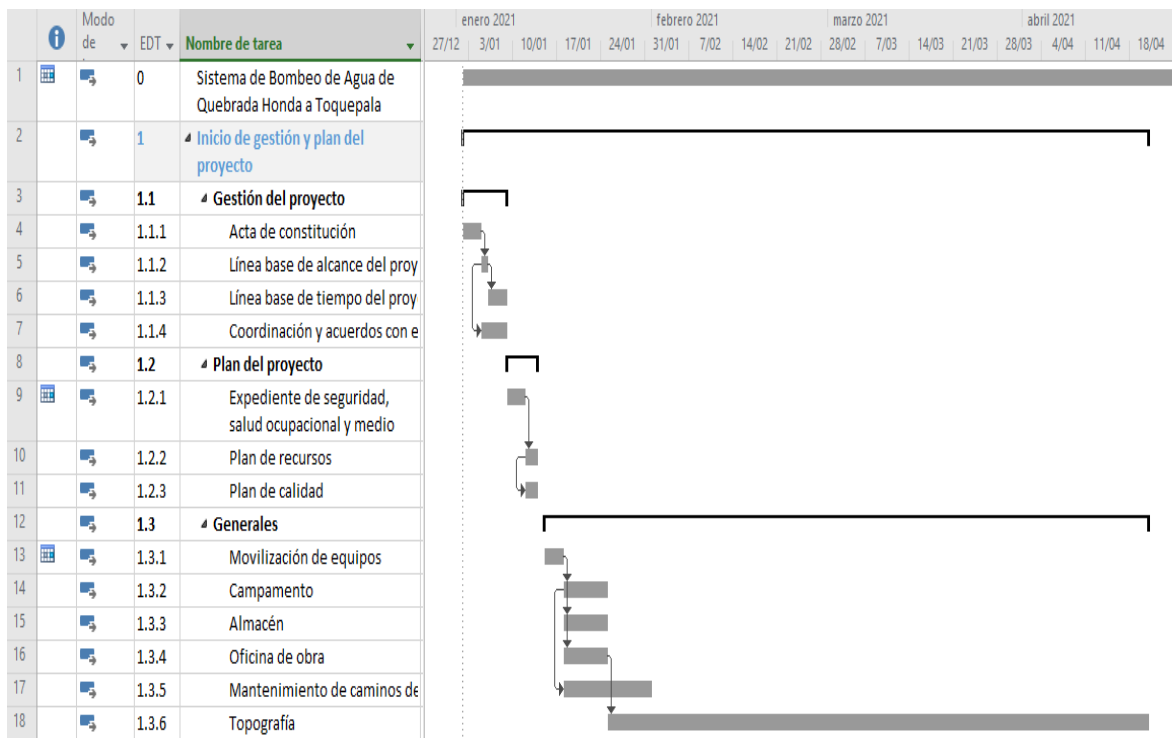 enero 2021 febrero 2021 marzo 2021 abril 2021
Modo
de EDT Nombre de tarea 27/12 3/01 10/01 17/01 24/01 31/01 7/02 14/02 21/02 28/02 7/03 14/03 21/03 28/03 4/04 11/04 18/04
1 0 Sistema de Bombeo de Agua de
Quebrada Honda a Toquepala
2 1 Inicio de gestión y plan del
proyecto
3 1.1 Gestión del proyecto
4 1.1.1 Acta de constitución
5 1.1.2 Línea base de alcance del proy
6 1.1.3 Línea base de tiempo del proy
7 1.1.4 Coordinación y acuerdos con e
8 1.2 Plan del proyecto
9 1.2.1 Expediente de seguridad,
salud ocupacional y medio
10 1.2.2 Plan de recursos
11 1.2.3 Plan de calidad
12 1.3 Generales
13 1.3.1 Movilización de equipos
14 1.3.2 Campamento
15 1.3.3 Almacén
16 1.3.4 Oficina de obra
17 1.3.5 Mantenimiento de caminos de
18 1.3.6 Topografía